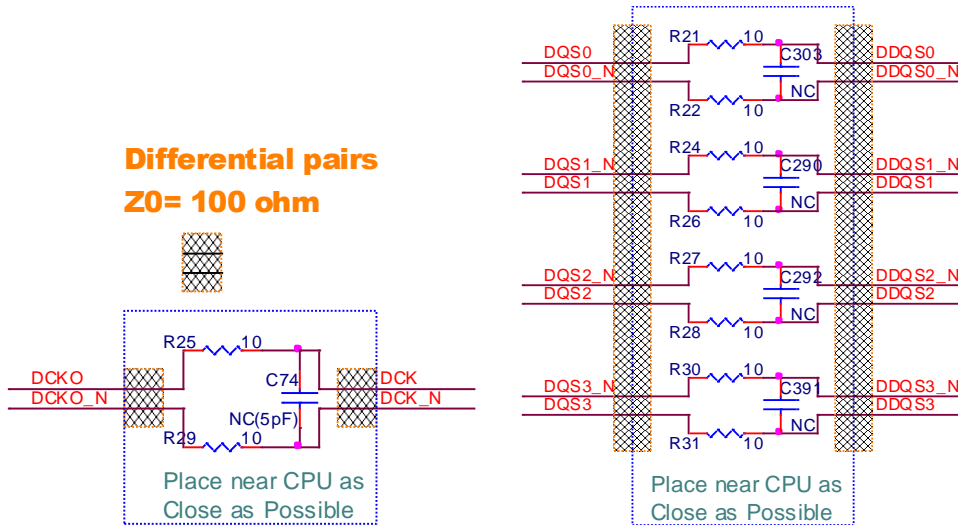 Differential pairs
Z0= 100 ohm
R25
10
DCKO
DCKO_N
C74
NC(5pF)
R29
10
DCK
DCK_N
Place near CPU as
Close as Possible
R21
10
DQS0
DQS0_N
C303
NC
R22
10
DDQS0
DDQS0_N
R24
10
DQS1_N
DQS1
C290
NC
R26
10
DDQS1_N
DDQS1
R27
10
DQS2_N
DQS2
C292
NC
R28
10
DDQS2_N
DDQS2
R30
10
DQS3_N
DQS3
C391
NC
R31
10
DDQS3_N
DDQS3
Place near CPU as
Close as Possible